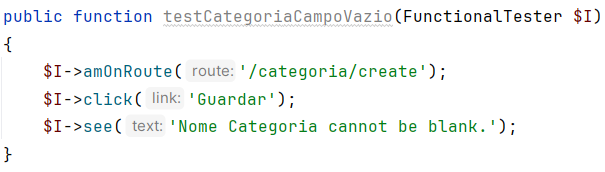 public function testCategoriaCampoVazio(FunctionalTester $I)
{
$I->amOnRoute( route: '/categoria/create');
$I->click( link: 'Guardar');
$I->see( text: 'Nome Categoria cannot be blank.');
}